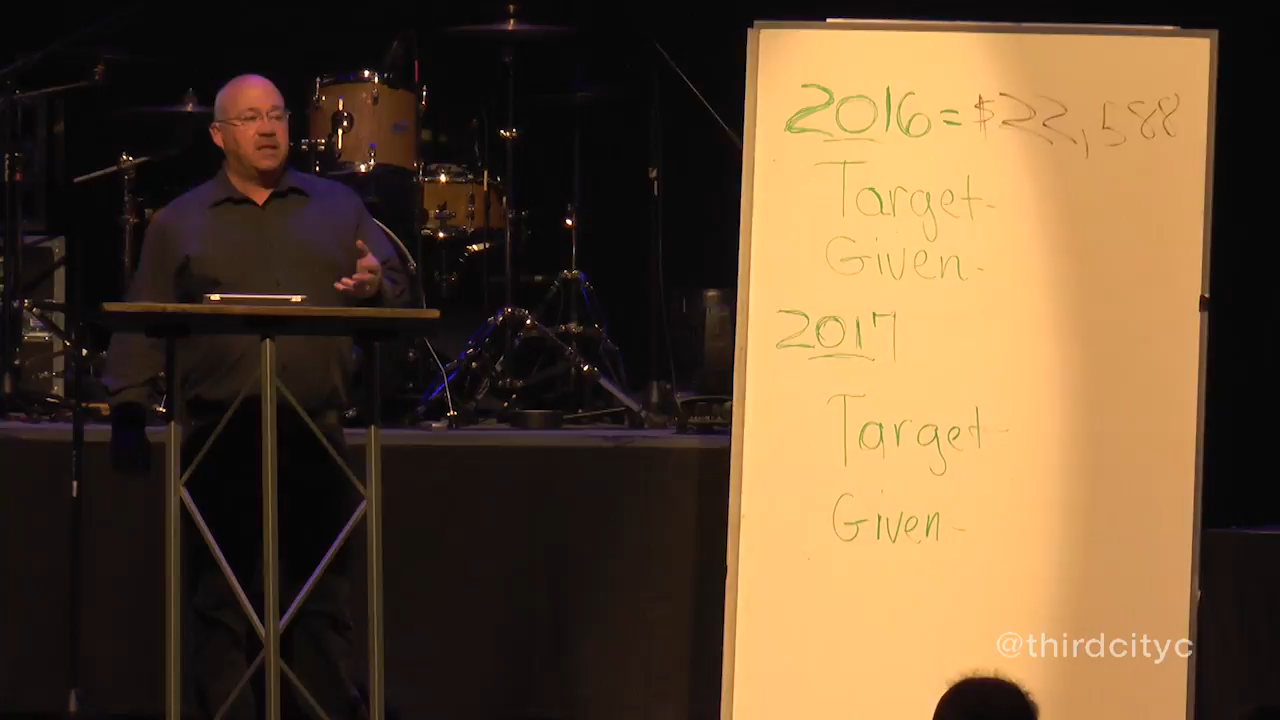 2016 = $22,588
Target-
Given-
2017
Target-
Given-
@thirdcityc